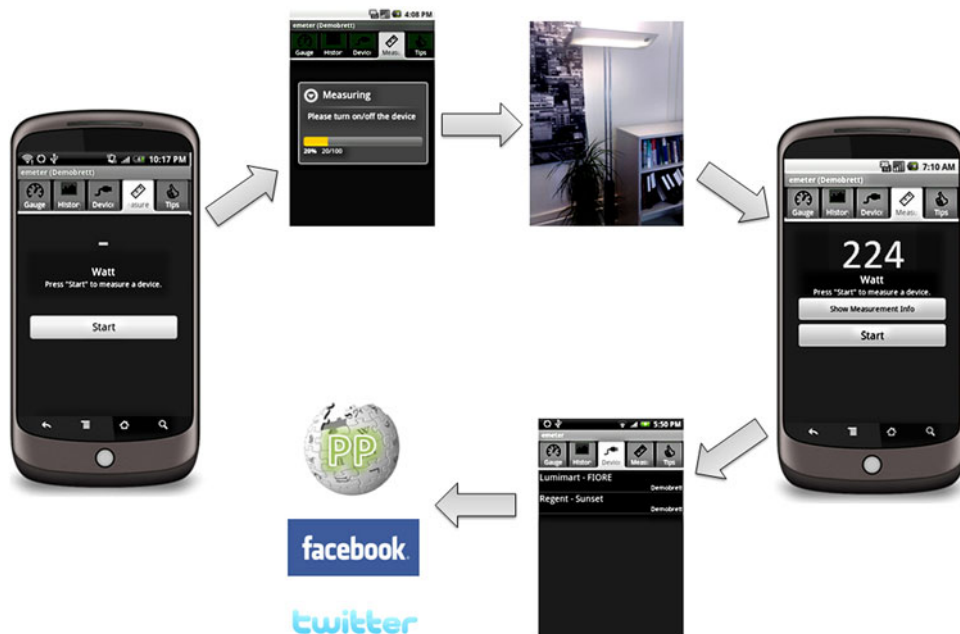 10:17 PM
emeter (Demobrett)
Gauge Histor Device easure Tips
-
Watt
Press "Start" to measure a device.
Start
4:08 PM
emeter (Demobrett)
Gauge Histor Device Measu Tips
Measuring
Please turn on/off the device
20% 20/100
7:10 AM
emeter (Demobrett)
Gauge Histor Device Measu Tips
224
Watt
Press "Start" to measure a device.
Show Measurement Info
Start
5:50 PM
emeter
Gauge Histor Device Measu Tips
Lumimart - FIORE
Demobrett
Regent - Sunset
Demobrett
PP
facebook.
twitter